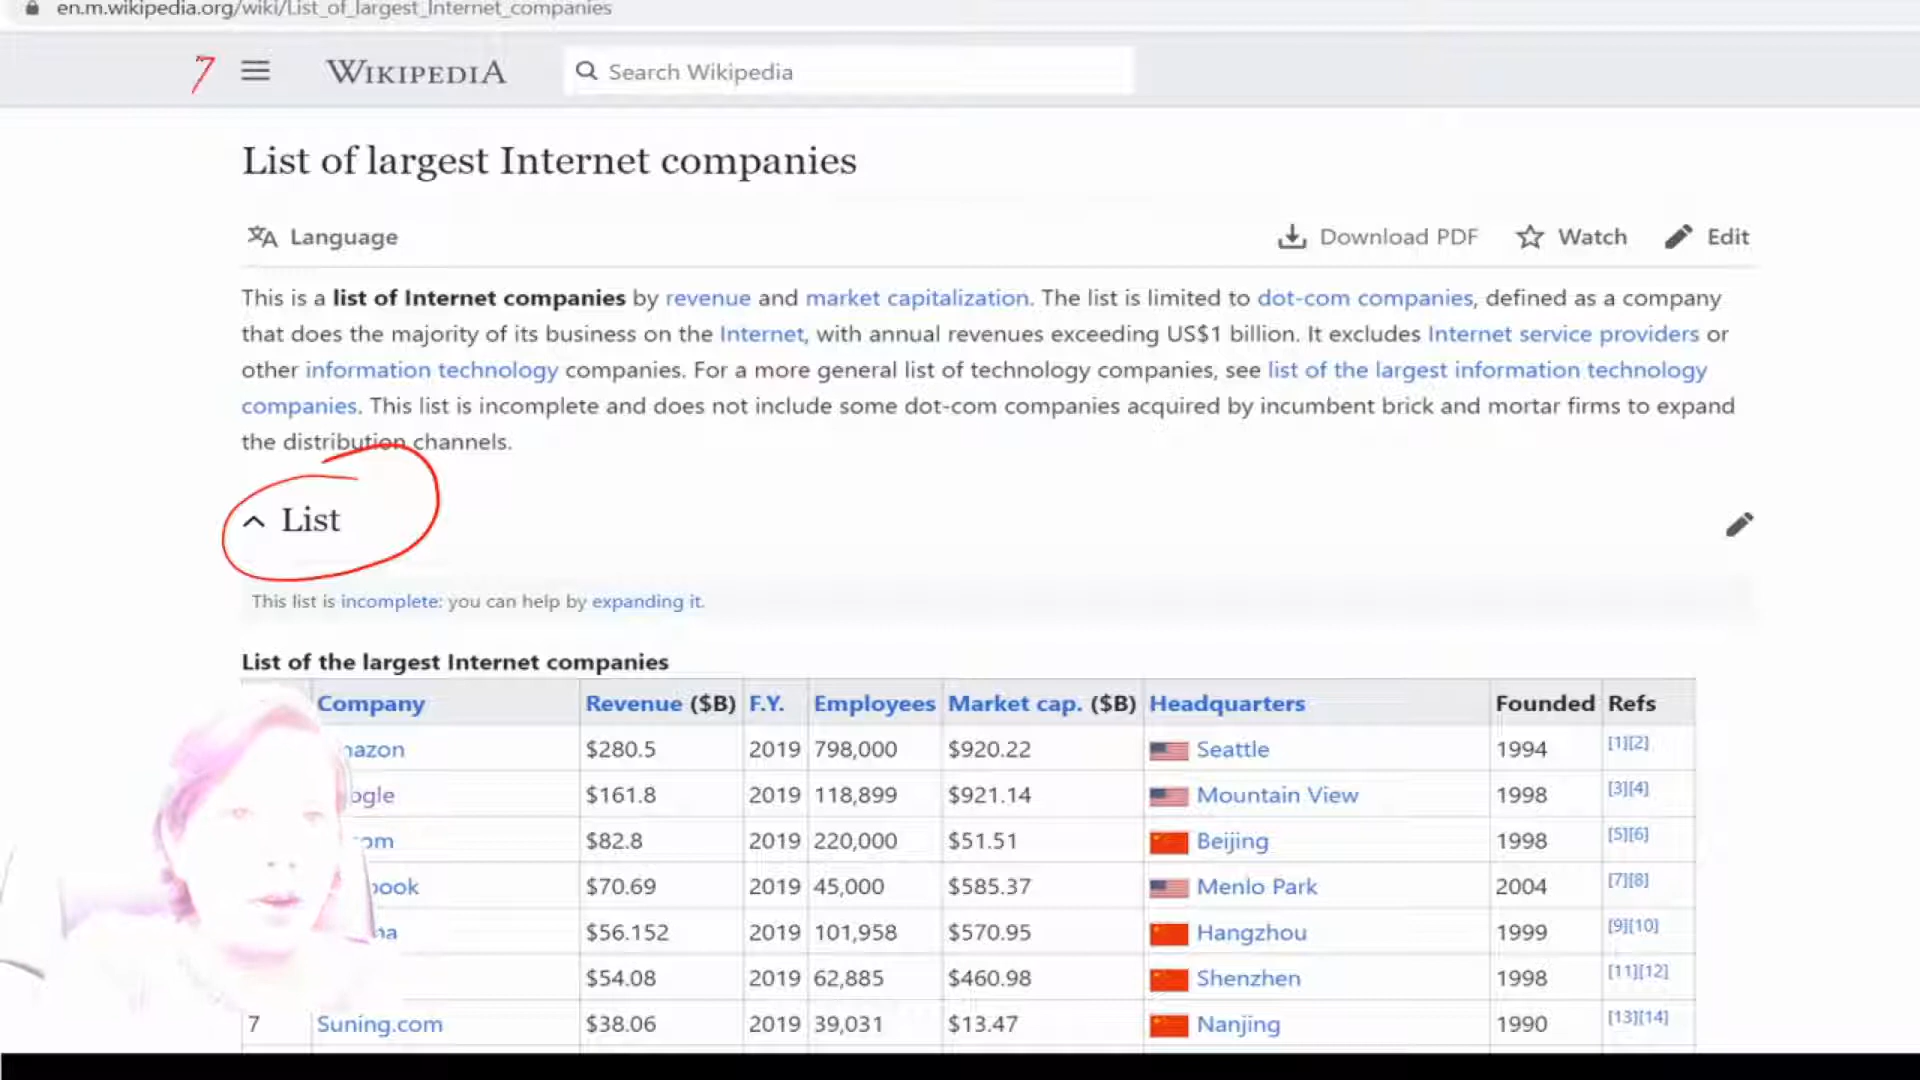 en.m.wikipedia.org/wiki/List_of_largest_Internet_companies
7 WIKIPEDIA Search Wikipedia
List of largest Internet companies
Language Download PDF Watch Edit
This is a list of Internet companies by revenue and market capitalization. The list is limited to dot-com companies, defined as a company
that does the majority of its business on the Internet, with annual revenues exceeding US$1 billion. It excludes Internet service providers or
other information technology companies. For a more general list of technology companies, see list of the largest information technology
companies. This list is incomplete and does not include some dot-com companies acquired by incumbent brick and mortar firms to expand
the distribution channels.
List
This list is incomplete; you can help by expanding it.
List of the largest Internet companies
Company Revenue ($B) F.Y. Employees Market cap. ($B) Headquarters Founded Refs
$280.5 2019 798,000 $920.22 Seattle 1994 [1][2]
$161.8 2019 118,899 $921.14 Mountain View 1998 [3][4]
$82.8 2019 220,000 $51.51 Beijing 1998 [5][6]
$70.69 2019 45,000 $585.37 Menlo Park 2004 [7][8]
$56.152 2019 101,958 $570.95 Hangzhou 1999 [9][10]
$54.08 2019 62,885 $460.98 Shenzhen 1998 [11][12]
7 Suning.com $38.06 2019 39,031 $13.47 Nanjing 1990 [13][14]